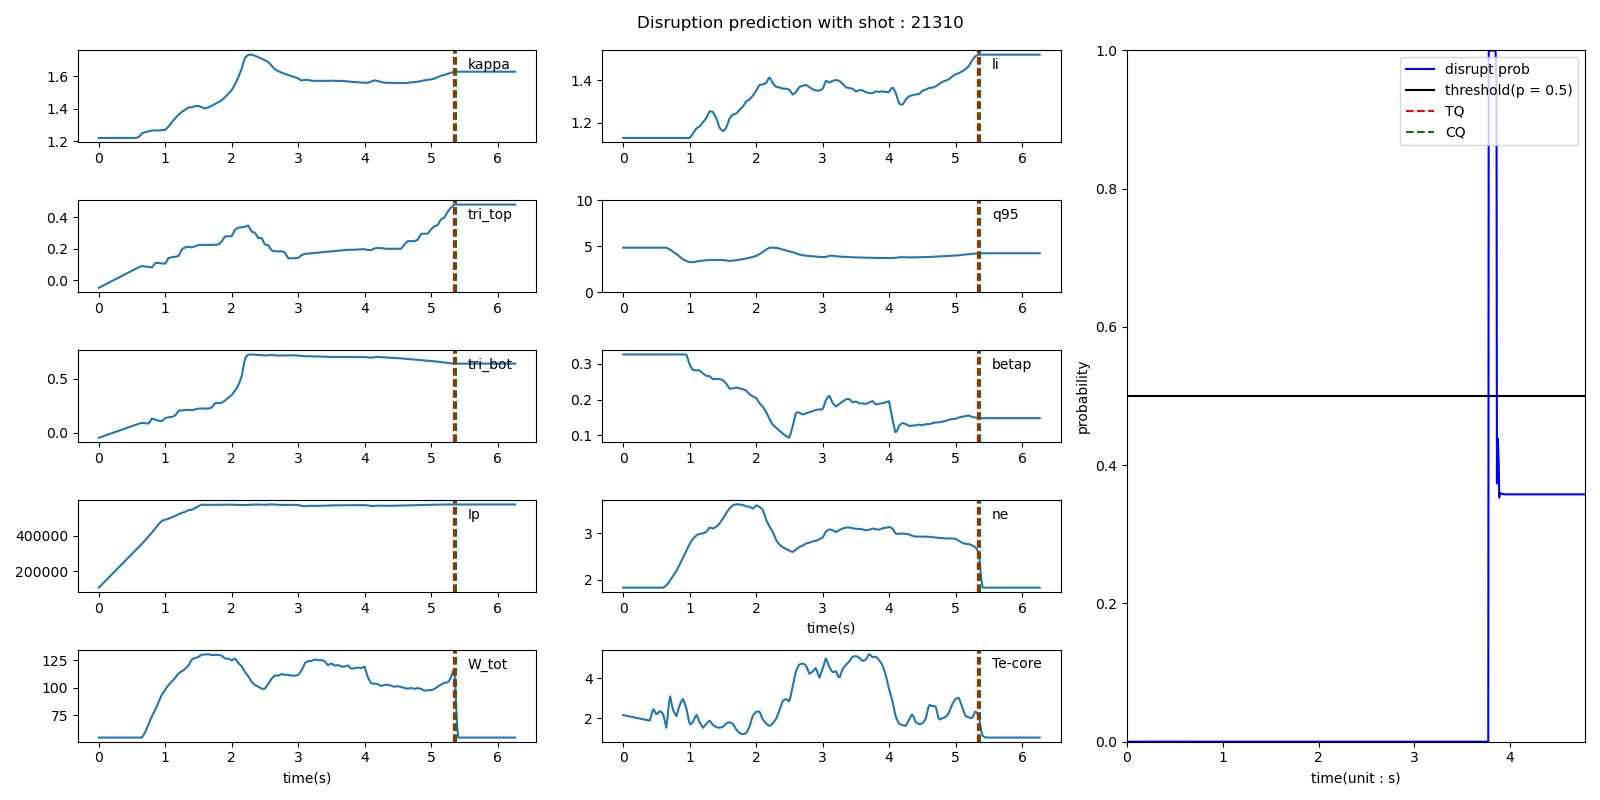 Disruption prediction with shot : 21310
kappa
1.6
1.4
1.2
0 1 2 3 4 5 6
li
1.4
1.2
0 1 2 3 4 5 6
tri_top
0.4
0.2
0.0
0 1 2 3 4 5 6
q95
10
5
0
0 1 2 3 4 5 6
tri_bot
0.5
0.0
0 1 2 3 4 5 6
betap
0.3
0.2
0.1
0 1 2 3 4 5 6
Ip
400000
200000
0 1 2 3 4 5 6
ne
3
2
0 1 2 3 4 5 6
time(s)
W_tot
125
100
75
0 1 2 3 4 5 6
time(s)
Te-core
4
2
0 1 2 3 4 5 6
disrupt prob
threshold(p = 0.5)
TQ
CQ
probability
1.0
0.8
0.6
0.4
0.2
0.0
0 1 2 3 4
time(unit : s)